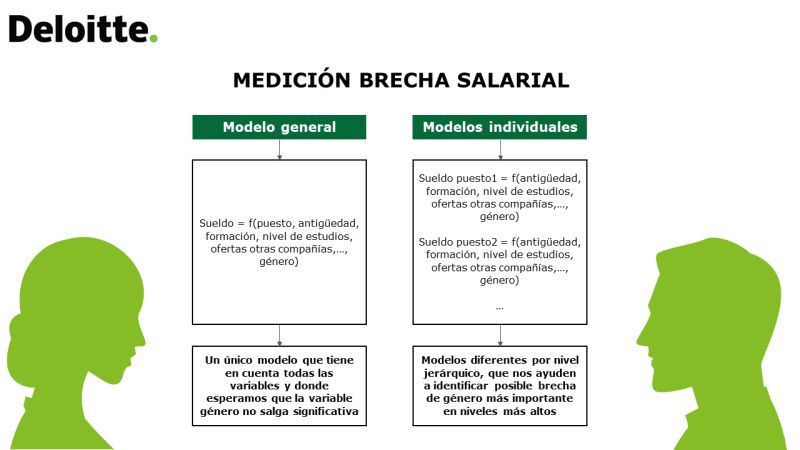 Deloitte.
MEDICIÓN BRECHA SALARIAL
Modelo general
Sueldo = f(puesto, antigüedad,
formación, nivel de estudios,
ofertas otras compañías,...,
género)
Un único modelo que tiene
en cuenta todas las
variables y donde
esperamos que la variable
género no salga significativa
Modelos individuales
Sueldo puesto1 = f(antigüedad,
formación, nivel de estudios,
ofertas otras compañías,...,
género)
Sueldo puesto2 = f(antigüedad,
formación, nivel de estudios,
ofertas otras compañías,...,
género)
...
Modelos diferentes por nivel
jerárquico, que nos ayuden
a identificar posible brecha
de género más importante
en niveles más altos